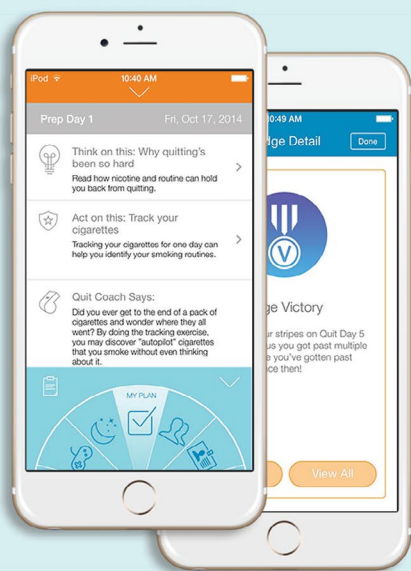 iPod
10:40 AM
Prep Day 1
Fri, Oct 17, 2014
Think on this: Why quitting's
been so hard
Read how nicotine and routine can hold
you back from quitting.
Act on this: Track your
cigarettes
Tracking your cigarettes for one day can
help you identify your smoking routines.
Quit Coach Says:
Did you ever get to the end of a pack of
cigarettes and wonder where they all
went? By doing the tracking exercise,
you may discover "autopilot" cigarettes
that you smoke without even thinking
about it.
MY PLAN
10:49 AM
dge Detail
Done
V
ge Victory
ur stripes on Quit Day 5
us you got past multiple
e you've gotten past
ce then!
View All